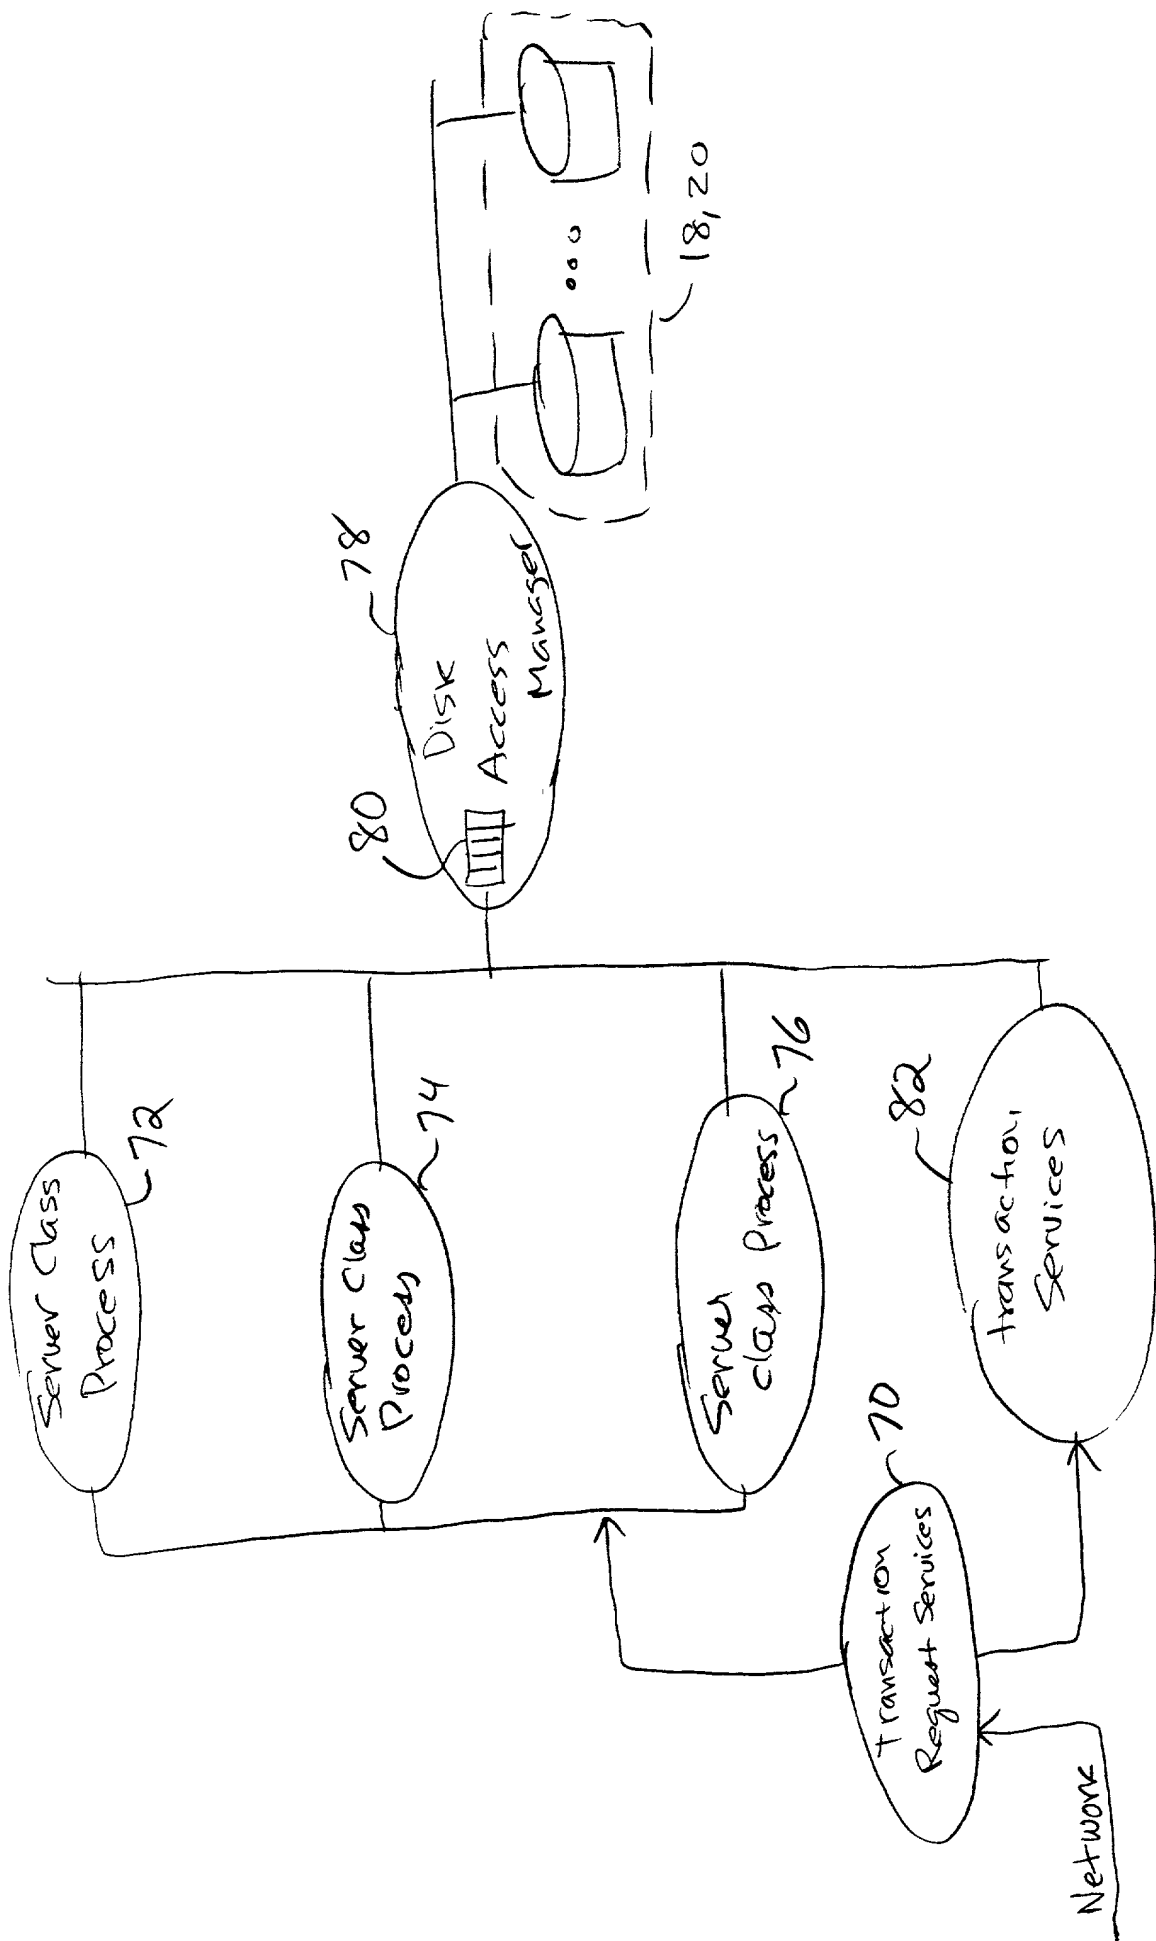 Server Class
Process
72
Server Class
Process
74
Server
class Process
76
transaction
Services
82
Transaction
Request Services
70
Network
80
Disk
Access
Manager
78
18,20